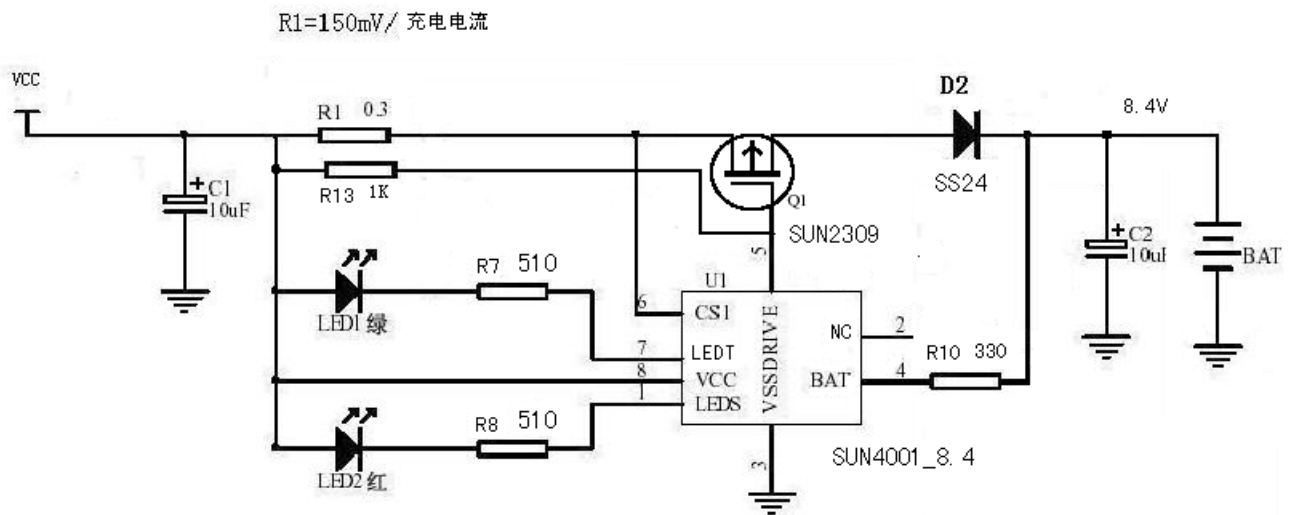 R1=150mV/ 充电电流
VCC
R1 0.3
D2
8.4V
R13 1K
SS24
C1
10uF
Q1
SUN2309
C2
10uF
BAT
5
R7 510
U1
LED1 绿
6
CS1
NC 2
7
LEDT
VSSDRIVE
R10 330
8
VCC
BAT 4
1
LEDS
R8 510
3
SUN4001_8.4
LED2 红